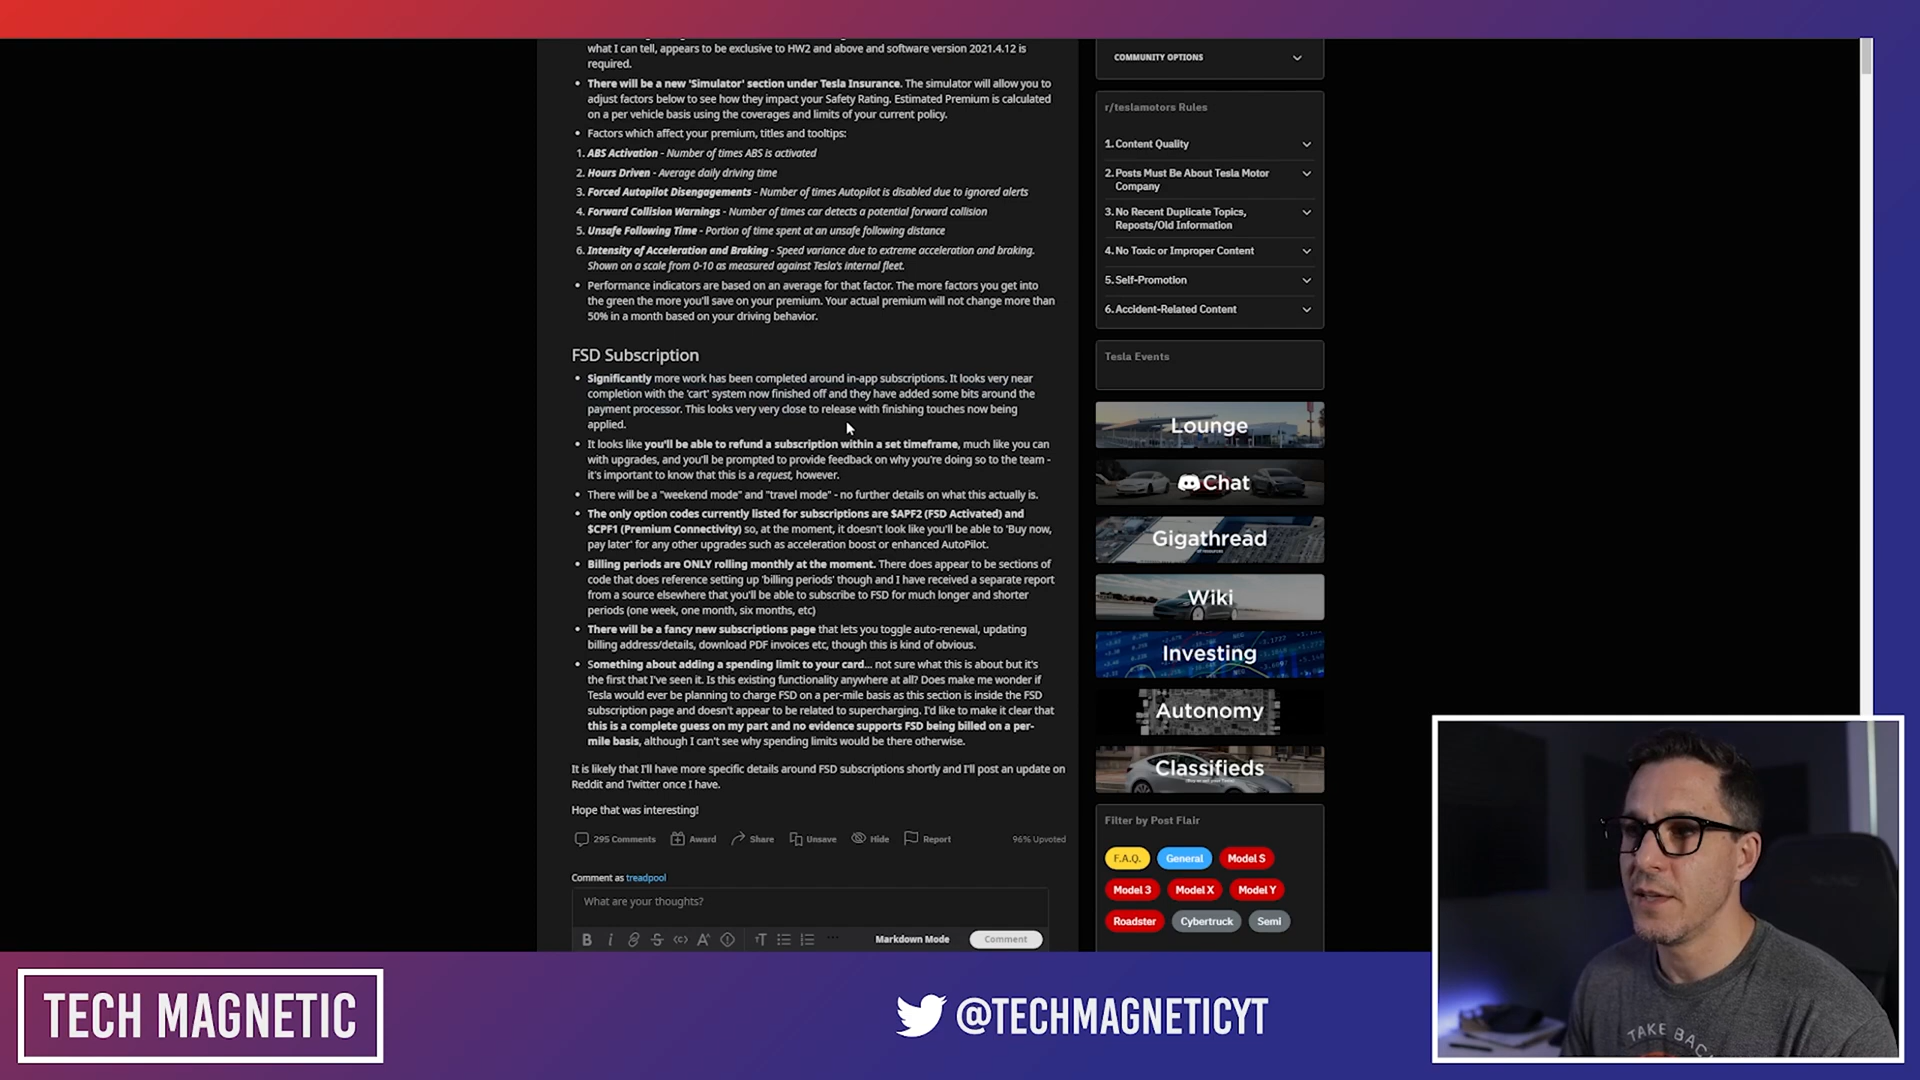 what I can tell, appears to be exclusive to HW2 and above and software version 2021.4.12 is
required.
• There will be a new 'Simulator' section under Tesla Insurance. The simulator will allow you to
adjust factors below to see how they impact your Safety Rating. Estimated Premium is calculated
on a per vehicle basis using the coverages and limits of your current policy.
• Factors which affect your premium, titles and tooltips:
1. ABS Activation - Number of times ABS is activated
2. Hours Driven - Average daily driving time
3. Forced Autopilot Disengagements - Number of times Autopilot is disabled due to ignored alerts
4. Forward Collision Warnings - Number of times car detects a potential forward collision
5. Unsafe Following Time - Portion of time spent at an unsafe following distance
6. Intensity of Acceleration and Braking - Speed variance due to extreme acceleration and braking.
Shown on a scale from 0-10 as measured against Tesla's internal fleet.
• Performance indicators are based on an average for that factor. The more factors you get into
the green the more you'll save on your premium. Your actual premium will not change more than
50% in a month based on your driving behavior.
FSD Subscription
• Significantly more work has been completed around in-app subscriptions. It looks very near
completion with the 'cart' system now finished off and they have added some bits around the
payment processor. This looks very very close to release with finishing touches now being
applied.
• It looks like you'll be able to refund a subscription within a set timeframe, much like you can
with upgrades, and you'll be prompted to provide feedback on why you're doing so to the team -
it's important to know that this is a request, however.
• There will be a "weekend mode" and "travel mode" - no further details on what this actually is.
• The only option codes currently listed for subscriptions are $APF2 (FSD Activated) and
$CPF1 (Premium Connectivity) so, at the moment, it doesn't look like you'll be able to 'Buy now,
pay later' for any other upgrades such as acceleration boost or enhanced AutoPilot.
• Billing periods are ONLY rolling monthly at the moment. There does appear to be sections of
code that does reference setting up 'billing periods' though and I have received a separate report
from a source elsewhere that you'll be able to subscribe to FSD for much longer and shorter
periods (one week, one month, six months, etc)
• There will be a fancy new subscriptions page that lets you toggle auto-renewal, updating
billing address/details, download PDF invoices etc, though this is kind of obvious.
• Something about adding a spending limit to your card... not sure what this is about but it's
the first that I've seen it. Is this existing functionality anywhere at all? Does make me wonder if
Tesla would ever be planning to charge FSD on a per-mile basis as this section is inside the FSD
subscription page and doesn't appear to be related to supercharging. I'd like to make it clear that
this is a complete guess on my part and no evidence supports FSD being billed on a per-
mile basis, although I can't see why spending limits would be there otherwise.
It is likely that I'll have more specific details around FSD subscriptions shortly and I'll post an update on
Reddit and Twitter once I have.
Hope that was interesting!
295 Comments Award Share Unsave Hide Report 96% Upvoted
Comment as treadpool
What are your thoughts?
B i Markdown Mode Comment
COMMUNITY OPTIONS
r/teslamotors Rules
1. Content Quality
2. Posts Must Be About Tesla Motor
Company
3. No Recent Duplicate Topics,
Reposts/Old Information
4. No Toxic or Improper Content
5. Self-Promotion
6. Accident-Related Content
Tesla Events
Lounge
Chat
Gigathread
Wiki
Investing
Autonomy
Classifieds
Filter by Post Flair
F.A.Q. General Model S
Model 3 Model X Model Y
Roadster Cybertruck Semi
TAKE BAC
TECH MAGNETIC
@TECHMAGNETICYT